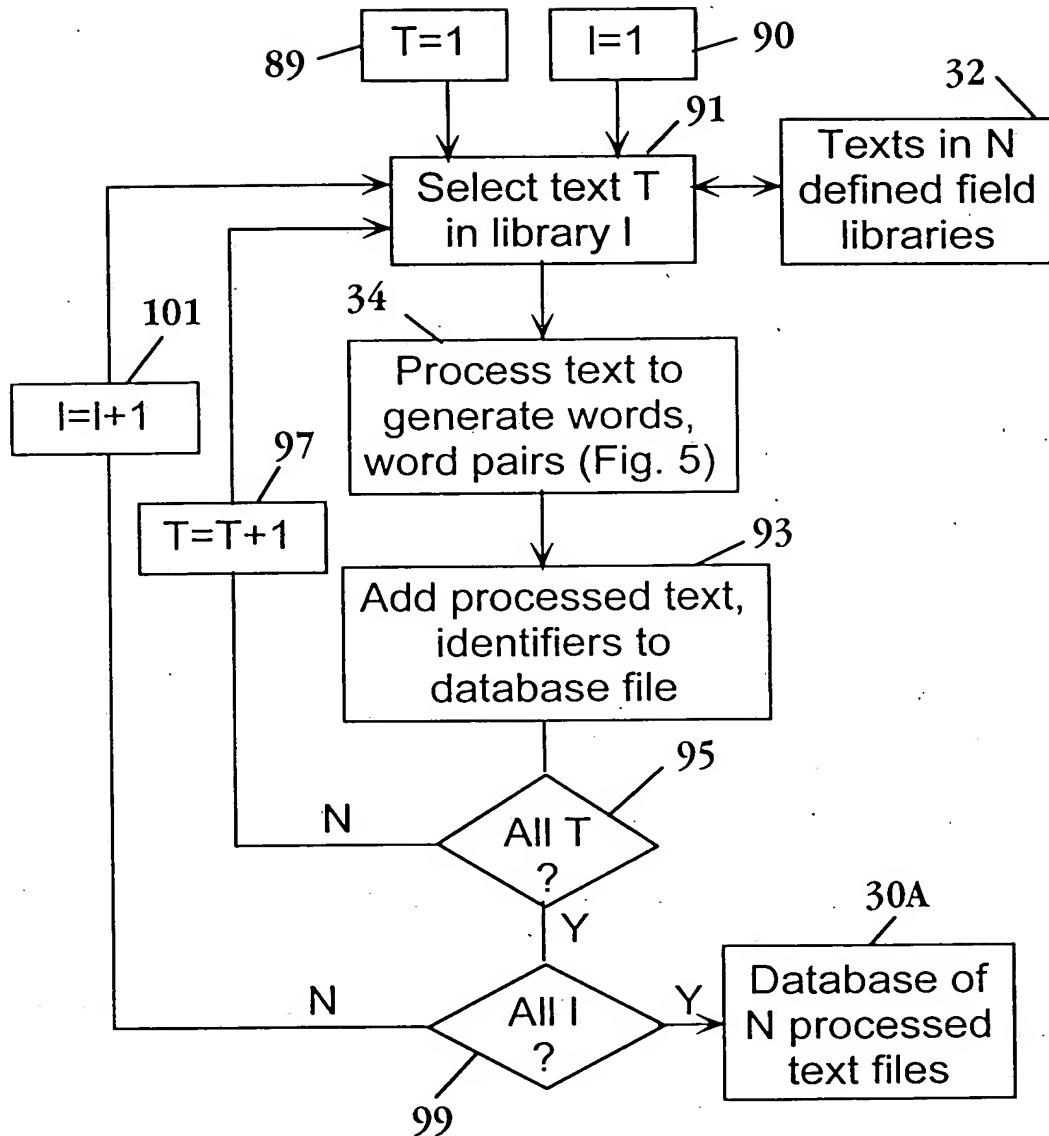 89
T=1
I=1
90
91
Select text T
in library I
32
Texts in N
defined field
libraries
34
Process text to
generate words,
word pairs (Fig. 5)
101
I=I+1
97
T=T+1
93
Add processed text,
identifiers to
database file
95
All T
?
N
Y
99
All I
?
N
Y
30A
Database of
N processed
text files